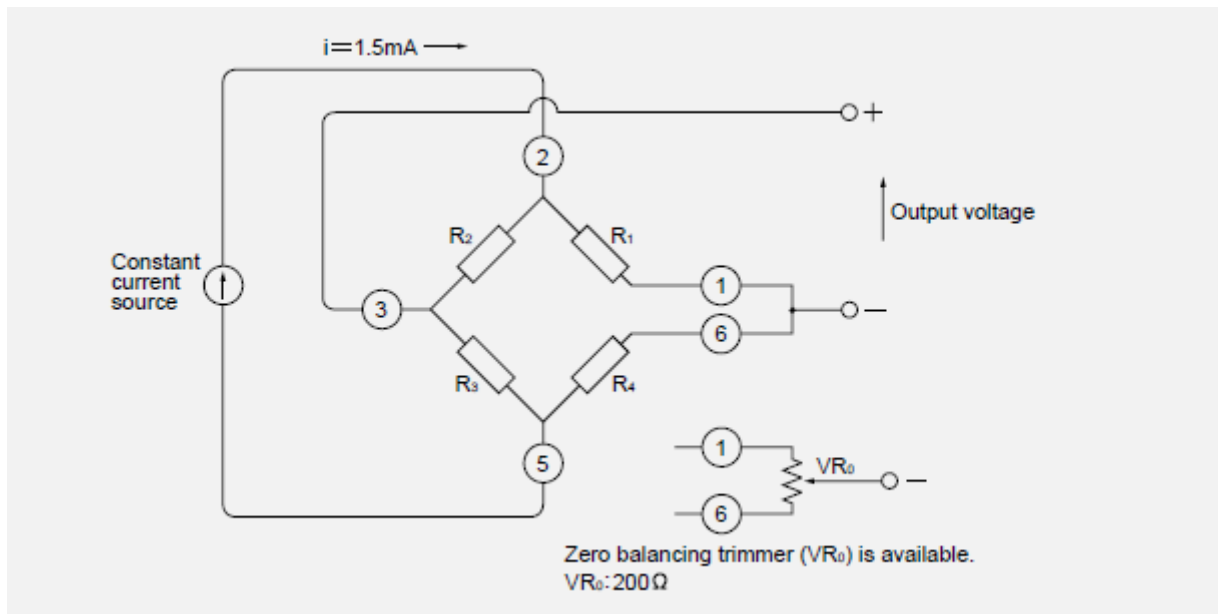 i=1.5mA
+
2
Output voltage
R₂
R₁
Constant
current
source
1
3
−
6
R₃
R₄
5
1
VR₀
−
6
Zero balancing trimmer (VR₀) is available.
VR₀:200Ω